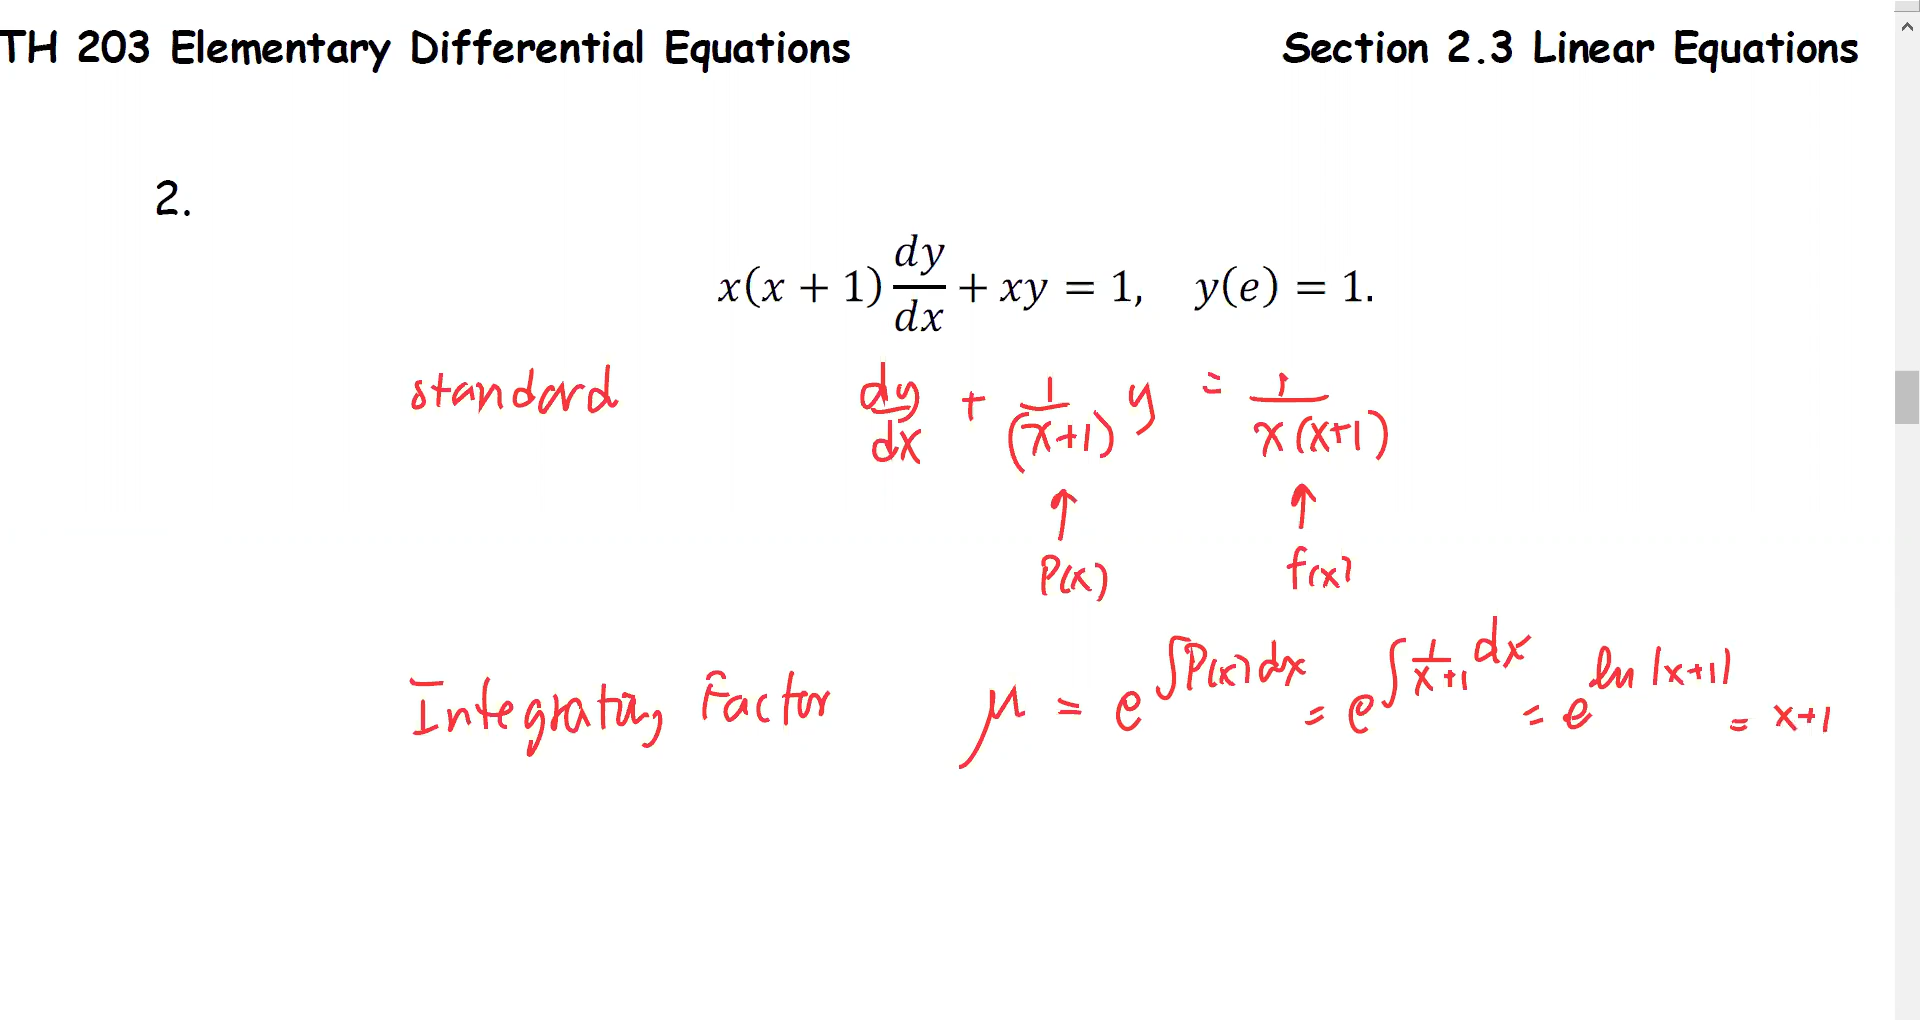 TH 203 Elementary Differential Equations Section 2.3 Linear Equations
2.
x(x + 1) dy/dx + xy = 1, y(e) = 1.
standard dy/dx + 1/(x+1) y = 1/(x(x+1))
↑ ↑
P(x) f(x)
Integrating Factor μ = e^{∫P(x)dx} = e^{∫ 1/(x+1) dx} = e^{ln |x+1|} = x+1